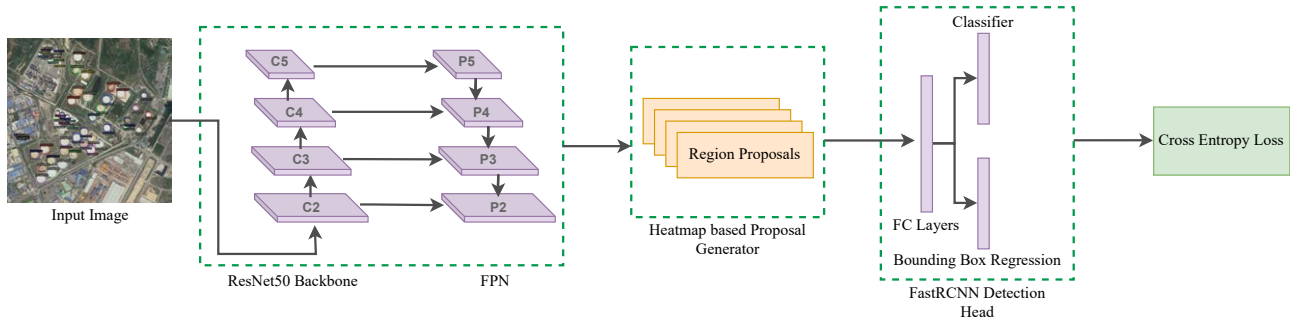 Input Image
C5
C4
C3
C2
P5
P4
P3
P2
ResNet50 Backbone
FPN
Region Proposals
Heatmap based Proposal
Generator
Classifier
FC Layers
Bounding Box Regression
FastRCNN Detection
Head
Cross Entropy Loss